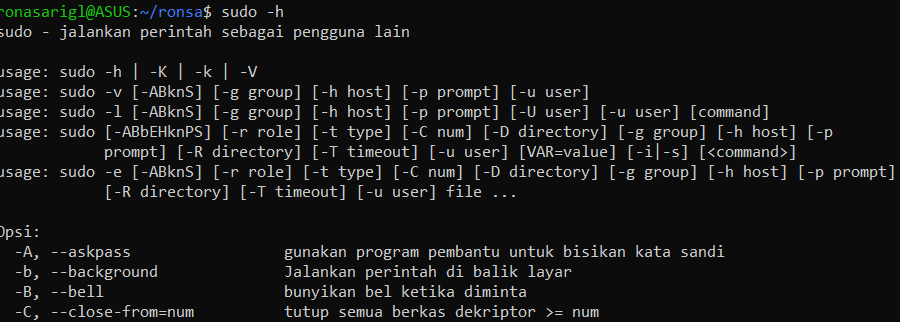 ronasarigl@ASUS:~/ronsa$ sudo -h
sudo - jalankan perintah sebagai pengguna lain
usage: sudo -h | -K | -k | -V
usage: sudo -v [-ABknS] [-g group] [-h host] [-p prompt] [-u user]
usage: sudo -l [-ABknS] [-g group] [-h host] [-p prompt] [-U user] [-u user] [command]
usage: sudo [-ABbEHknPS] [-r role] [-t type] [-C num] [-D directory] [-g group] [-h host] [-p
prompt] [-R directory] [-T timeout] [-u user] [VAR=value] [-i|-s] [<command>]
usage: sudo -e [-ABknS] [-r role] [-t type] [-C num] [-D directory] [-g group] [-h host] [-p prompt]
[-R directory] [-T timeout] [-u user] file ...
Opsi:
-A, --askpass gunakan program pembantu untuk bisikan kata sandi
-b, --background Jalankan perintah di balik layar
-B, --bell bunyikan bel ketika diminta
-C, --close-from=num tutup semua berkas dekriptor >= num